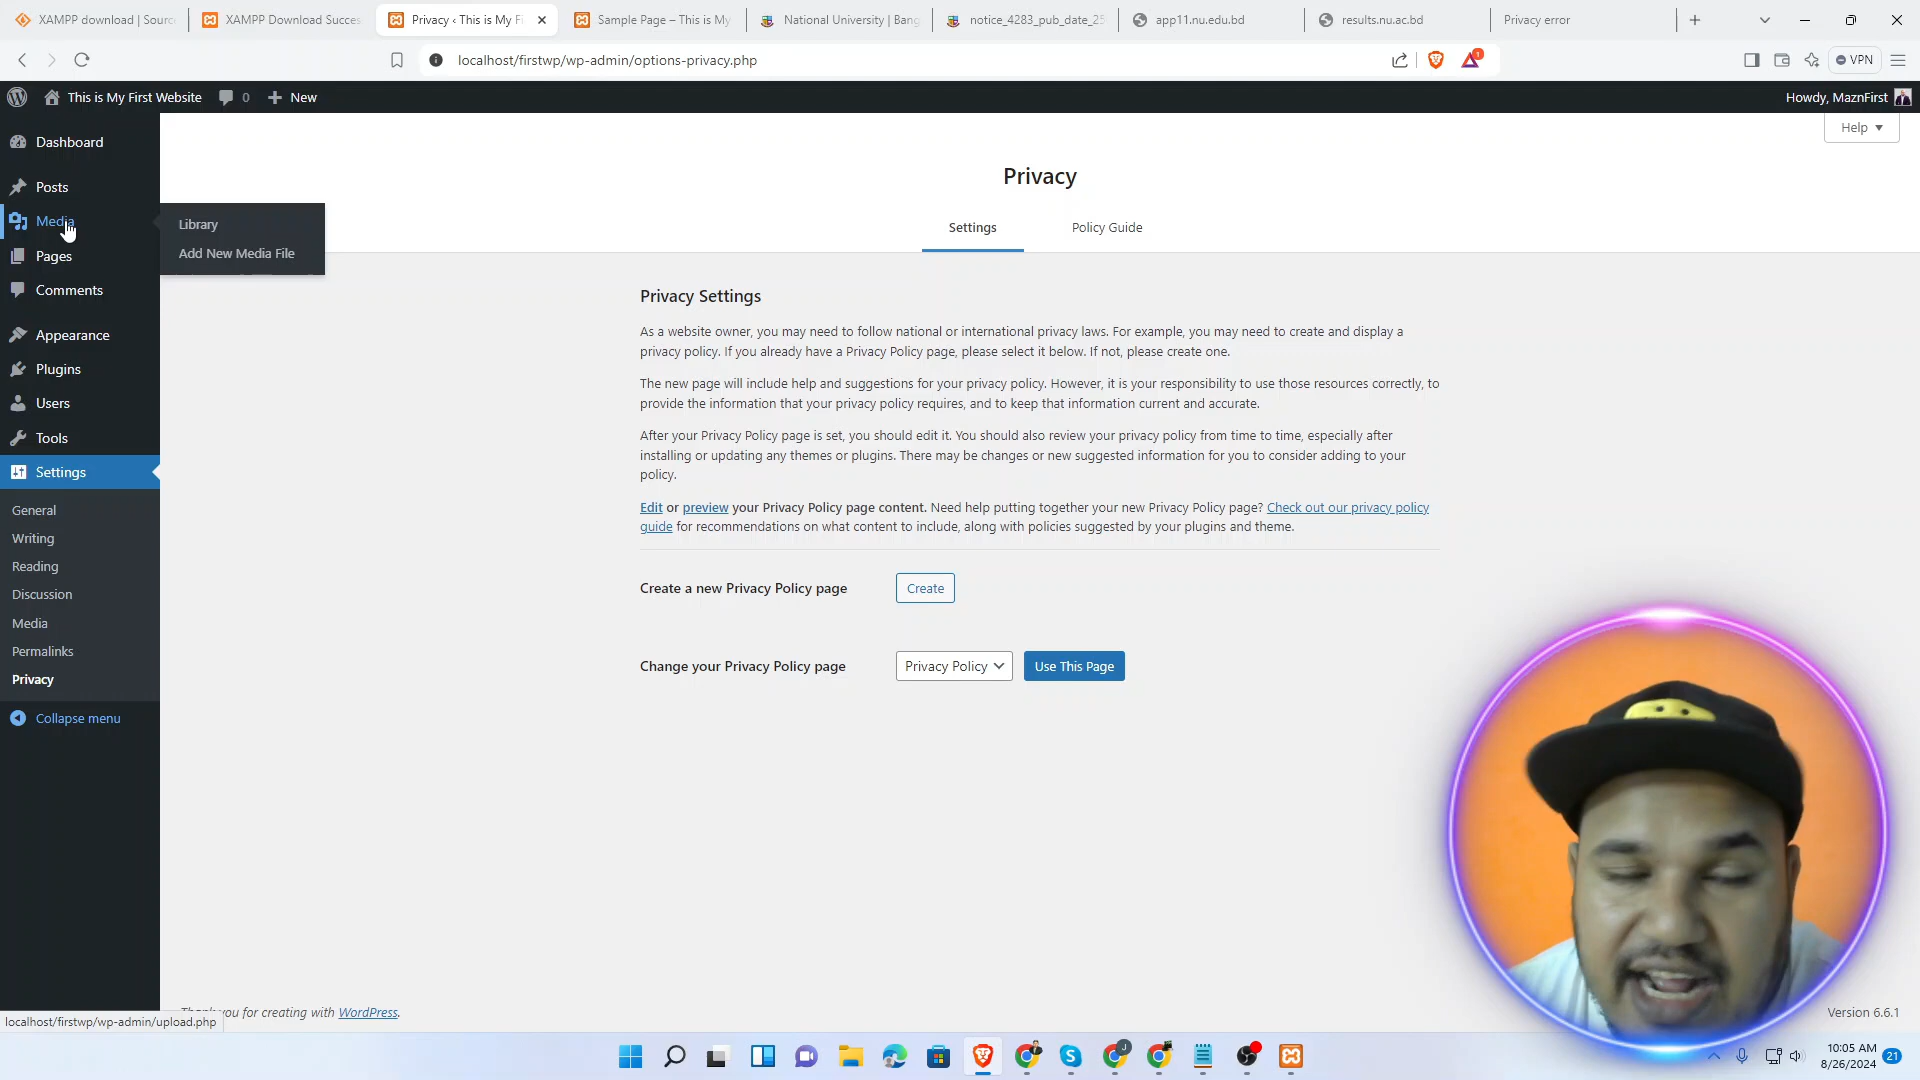 XAMPP download | Sourc
XAMPP Download Succes
Privacy ‹ This is My Fi
Sample Page – This is My
National University | Bang
notice_4283_pub_date_25
app11.nu.edu.bd
results.nu.ac.bd
Privacy error
localhost/firstwp/wp-admin/options-privacy.php
1
VPN
This is My First Website
0
New
Howdy, MaznFirst
Help
Dashboard
Posts
Media
Library
Add New Media File
Pages
Comments
Appearance
Plugins
Users
Tools
Settings
General
Writing
Reading
Discussion
Media
Permalinks
Privacy
Collapse menu
Privacy
Settings
Policy Guide
Privacy Settings
As a website owner, you may need to follow national or international privacy laws. For example, you may need to create and display a
privacy policy. If you already have a Privacy Policy page, please select it below. If not, please create one.
The new page will include help and suggestions for your privacy policy. However, it is your responsibility to use those resources correctly, to
provide the information that your privacy policy requires, and to keep that information current and accurate.
After your Privacy Policy page is set, you should edit it. You should also review your privacy policy from time to time, especially after
installing or updating any themes or plugins. There may be changes or new suggested information for you to consider adding to your
policy.
Edit or preview your Privacy Policy page content. Need help putting together your new Privacy Policy page? Check out our privacy policy
guide for recommendations on what content to include, along with policies suggested by your plugins and theme.
Create a new Privacy Policy page
Create
Change your Privacy Policy page
Privacy Policy
Use This Page
you for creating with WordPress.
Version 6.6.1
localhost/firstwp/wp-admin/upload.php
J
10:05 AM
8/26/2024
21